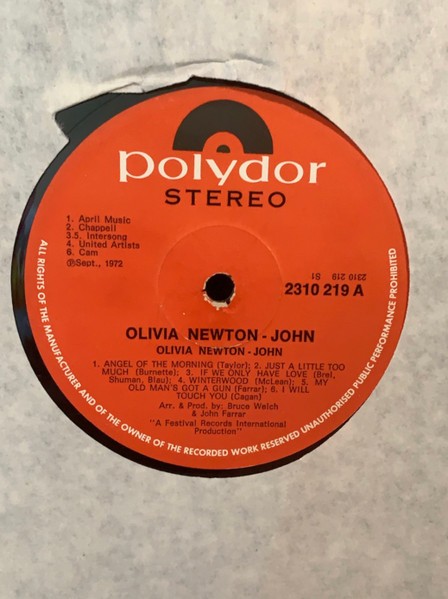 polydor
STEREO
1. April Music
2. Chappell
3.5. Intersong
4. United Artists
6. Cam
℗Sept., 1972
2310 219
S1
2310 219 A
OLIVIA NEWTON - JOHN
OLIVIA NEWTON - JOHN
1. ANGEL OF THE MORNING (Taylor); 2. JUST A LITTLE TOO
MUCH (Burnette); 3. IF WE ONLY HAVE LOVE (Brel,
Shuman, Blau); 4. WINTERWOOD (McLean); 5. MY
OLD MAN'S GOT A GUN (Farrar); 6. I WILL
TOUCH YOU (Capan)
Arr. & Prod. by: Bruce Welch
& John Farrar
"A Festival Records International
Production"
ALL RIGHTS OF THE MANUFACTURER AND OF THE OWNER OF THE RECORDED WORK RESERVED UNAUTHORISED PUBLIC PERFORMANCE PROHIBITED